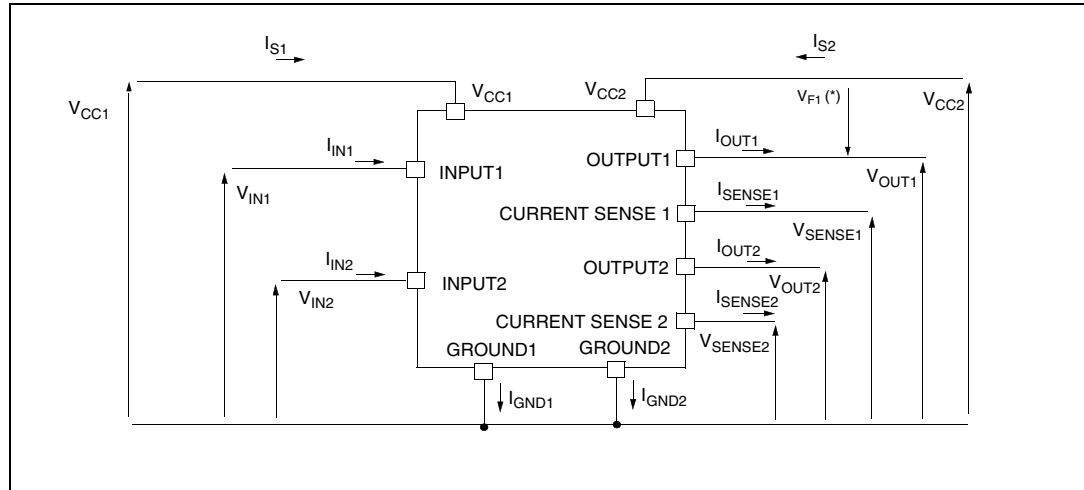 I_S1
I_S2
V_CC1
V_CC2
V_CC1
V_F1 (*)
V_CC2
I_IN1
INPUT1
V_IN1
OUTPUT1
I_OUT1
V_OUT1
CURRENT SENSE 1
I_SENSE1
V_SENSE1
I_IN2
INPUT2
V_IN2
OUTPUT2
I_OUT2
V_OUT2
CURRENT SENSE 2
I_SENSE2
V_SENSE2
GROUND1
GROUND2
I_GND1
I_GND2